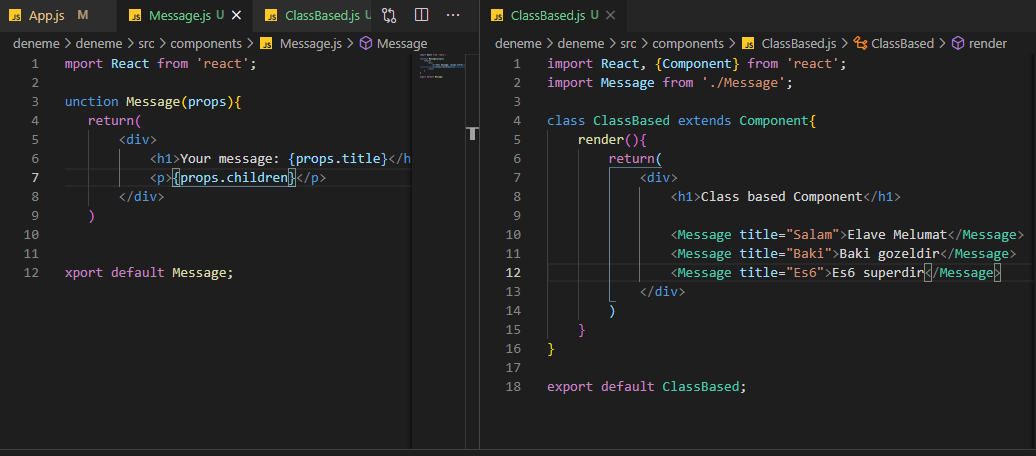 JS App.js M
JS Message.js U
JS ClassBased.js U
deneme > deneme > src > components > JS Message.js > Message
1 mport React from 'react';
2
3 unction Message(props){
4 return(
5 <div>
6 <h1>Your message: {props.title}</h
7 <p>{props.children}</p>
8 </div>
9 )
10
11
12 xport default Message;
JS ClassBased.js U
deneme > deneme > src > components > JS ClassBased.js > ClassBased > render
1 import React, {Component} from 'react';
2 import Message from './Message';
3
4 class ClassBased extends Component{
5 render(){
6 return(
7 <div>
8 <h1>Class based Component</h1>
9
10 <Message title="Salam">Elave Melumat</Message>
11 <Message title="Baki">Baki gozeldir</Message>
12 <Message title="Es6">Es6 superdir</Message>
13 </div>
14 )
15 }
16 }
17
18 export default ClassBased;